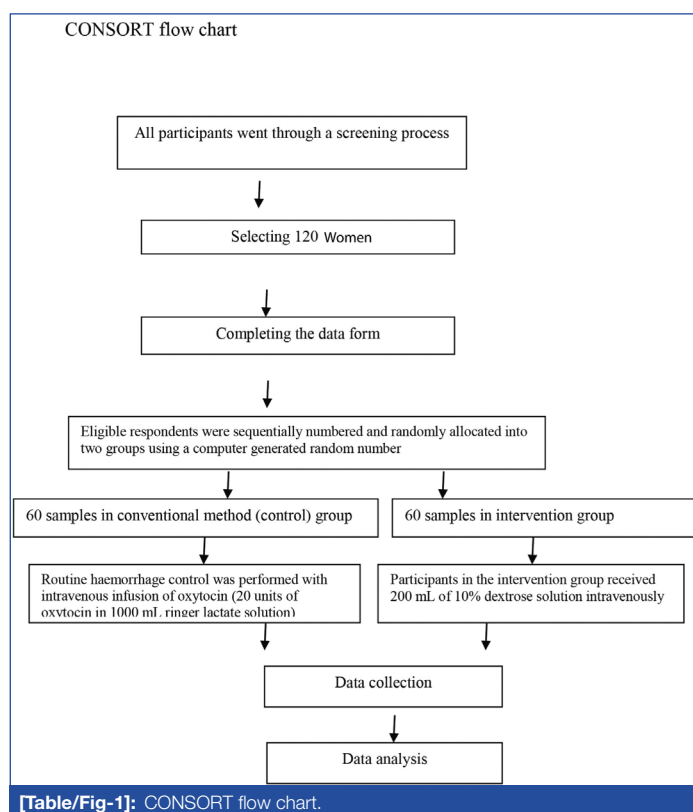 CONSORT flow chart
All participants went through a screening process
Selecting 120 Women
Completing the data form
Eligible respondents were sequentially numbered and randomly allocated into
two groups using a computer generated random number
60 samples in conventional method (control) group
60 samples in intervention group
Routine haemorrhage control was performed with
intravenous infusion of oxytocin (20 units of
oxytocin in 1000 mL ringer lactate solution)
Participants in the intervention group received
200 mL of 10% dextrose solution intravenously
Data collection
Data analysis
[Table/Fig-1]: CONSORT flow chart.